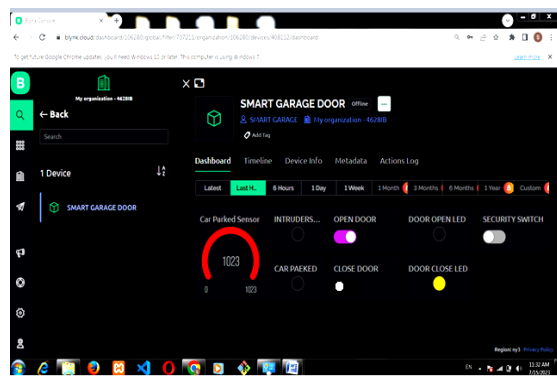 blynk.cloud/dashboard/106280/global/filter/707211/organization/106280/devices/408112/dashboard
To get future Google Chrome updates, you'll need Windows 10 or later. This computer is using Windows 7.
Learn more
B
My organization - 4628IB
← Back
Search
1 Device
SMART GARAGE DOOR
SMART GARAGE DOOR Offline
SMART GARAGE My organization - 4628IB
Add Tag
Dashboard Timeline Device Info Metadata Actions Log
Latest Last H... 6 Hours 1 Day 1 Week 1 Month 3 Months 6 Months 1 Year Custom
Car Parked Sensor INTRUDERS... OPEN DOOR DOOR OPEN LED SECURITY SWITCH
1023
0 1023
CAR PAEKED CLOSE DOOR DOOR CLOSE LED
Region: ny3 Privacy Policy
EN 11:32 AM
7/15/2023